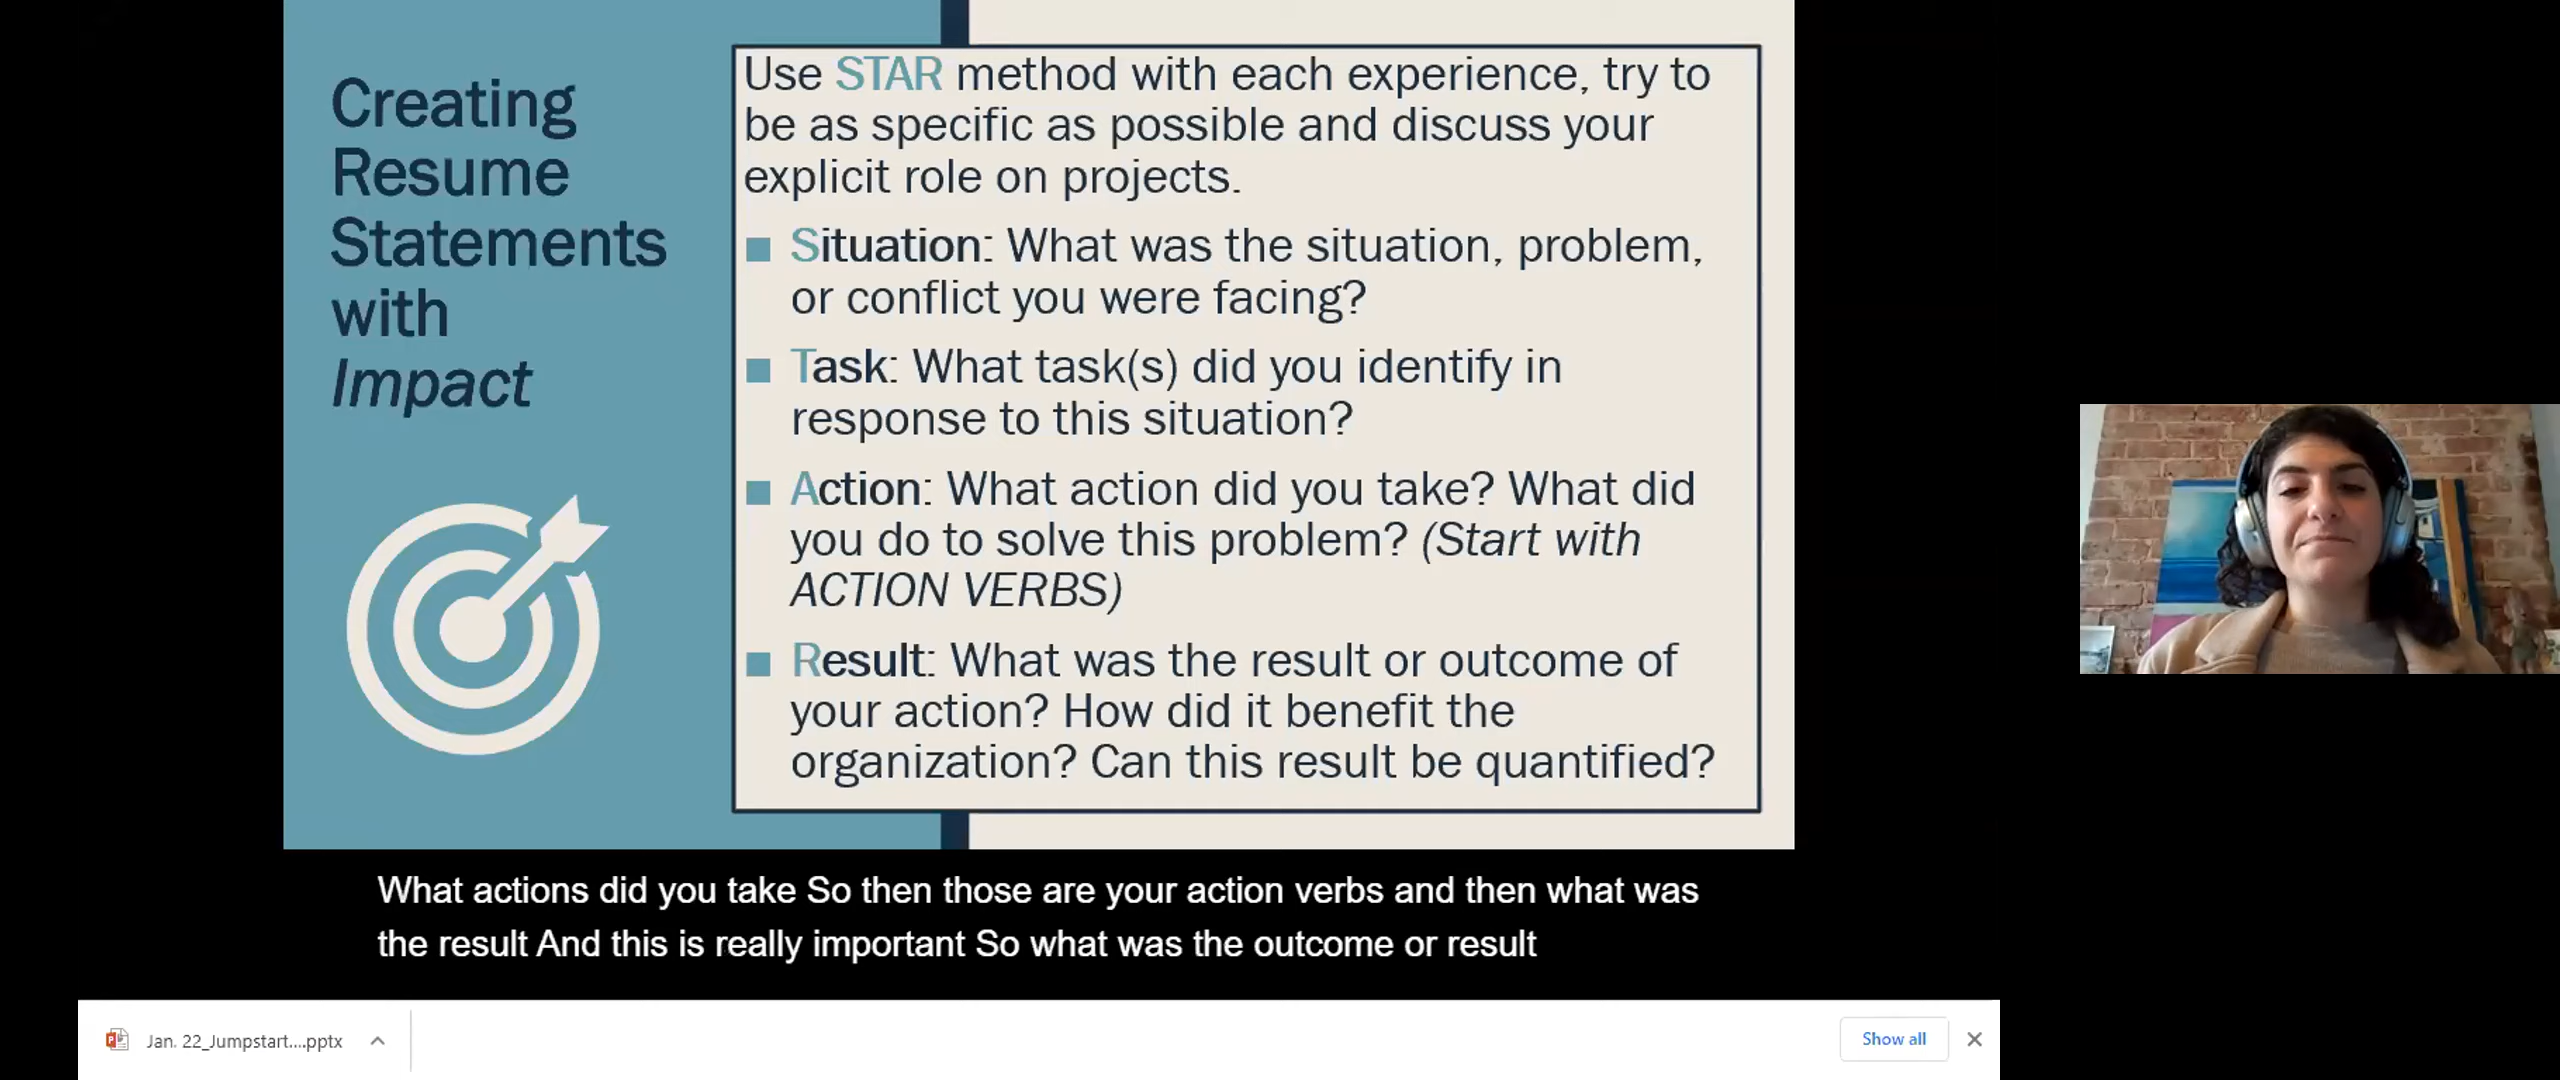 Creating
Resume
Statements
with
Impact
Use STAR method with each experience, try to
be as specific as possible and discuss your
explicit role on projects.
Situation: What was the situation, problem,
or conflict you were facing?
Task: What task(s) did you identify in
response to this situation?
Action: What action did you take? What did
you do to solve this problem? (Start with
ACTION VERBS)
Result: What was the result or outcome of
your action? How did it benefit the
organization? Can this result be quantified?
What actions did you take So then those are your action verbs and then what was
the result And this is really important So what was the outcome or result
Jan. 22_Jumpstart....pptx
Show all